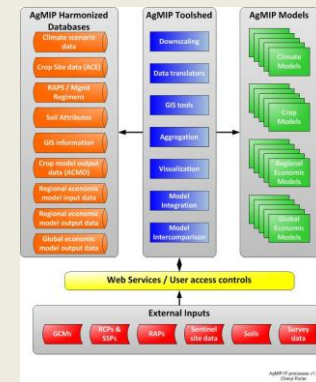 AgMIP Harmonized
Databases
Climate scenario
data
Crop Site data (ACE)
RAPS / Mgmt
Regimens
Soil Attributes
GIS information
Crop model output
data (ACMO)
Regional economic
model input data
Regional economic
model output data
Global economic
model output data
AgMIP Toolshed
Downscaling
Data translators
GIS tools
Aggregation
Visualization
Model
Integration
Model
Intercomparison
AgMIP Models
Climate
Models
Crop
Models
Regional
Economic
Models
Global
Economic
Models
Web Services / User access controls
External Inputs
GCMs
RCPs &
SSPs
RAPs
Sentinel
site data
Soils
Survey
data